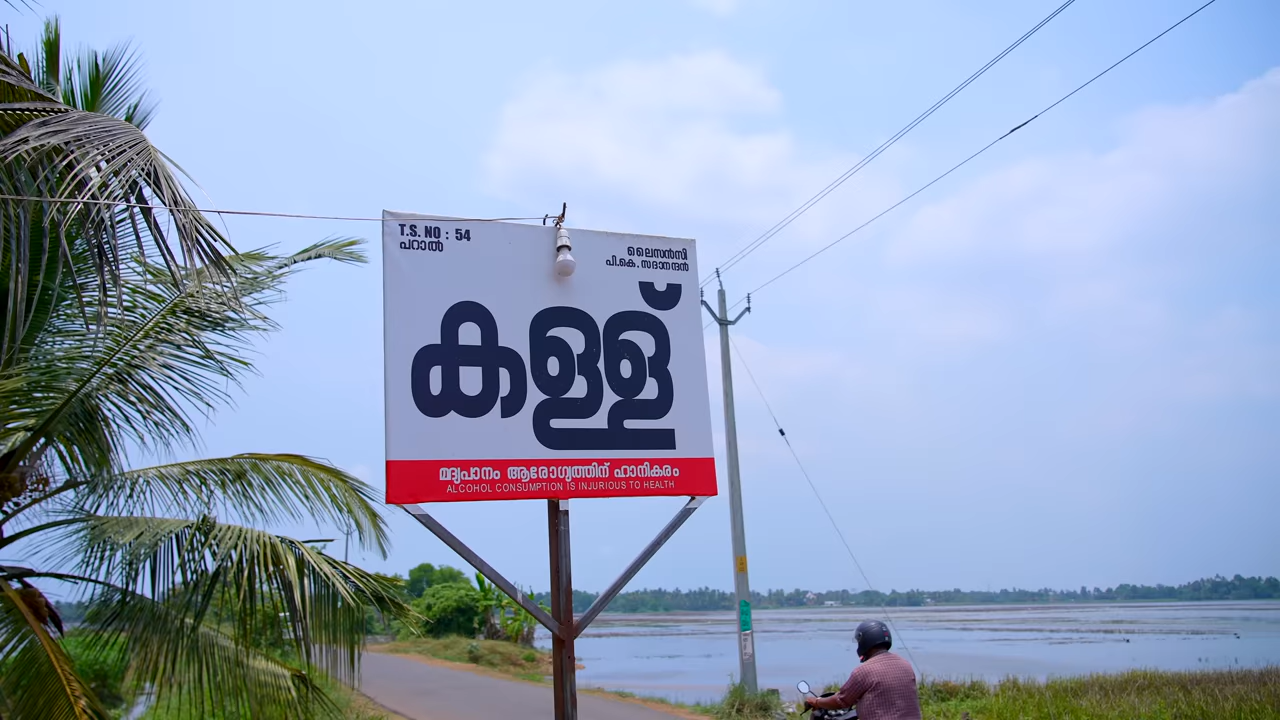 T.S. NO : 54
പറാൽ
ലൈസൻസി
പി.കെ. സദാനന്ദൻ
കള്ള്
മദ്യപാനം ആരോഗ്യത്തിന് ഹാനികരം
ALCOHOL CONSUMPTION IS INJURIOUS TO HEALTH